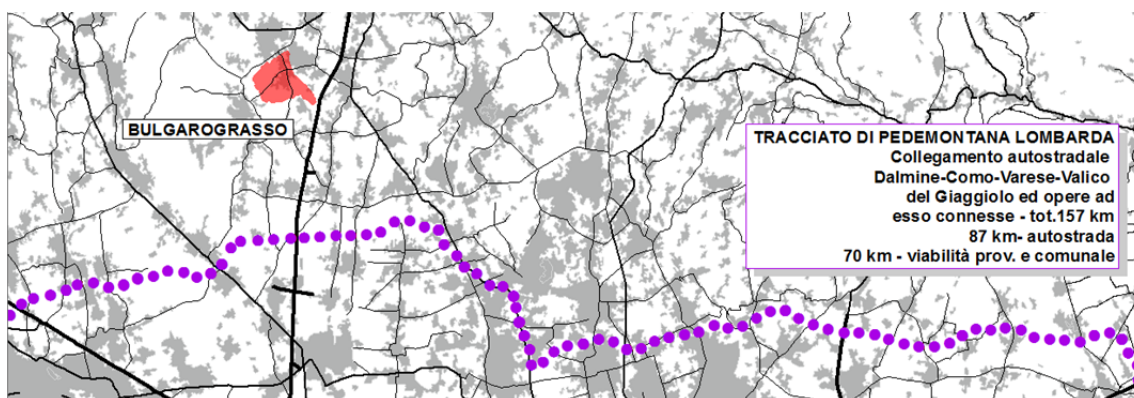 BULGAROGRASSO
TRACCIATO DI PEDEMONTANA LOMBARDA
Collegamento autostradale
Dalmine-Como-Varese-Valico
del Giaggiolo ed opere ad
esso connesse - tot.157 km
87 km- autostrada
70 km - viabilità prov. e comunale